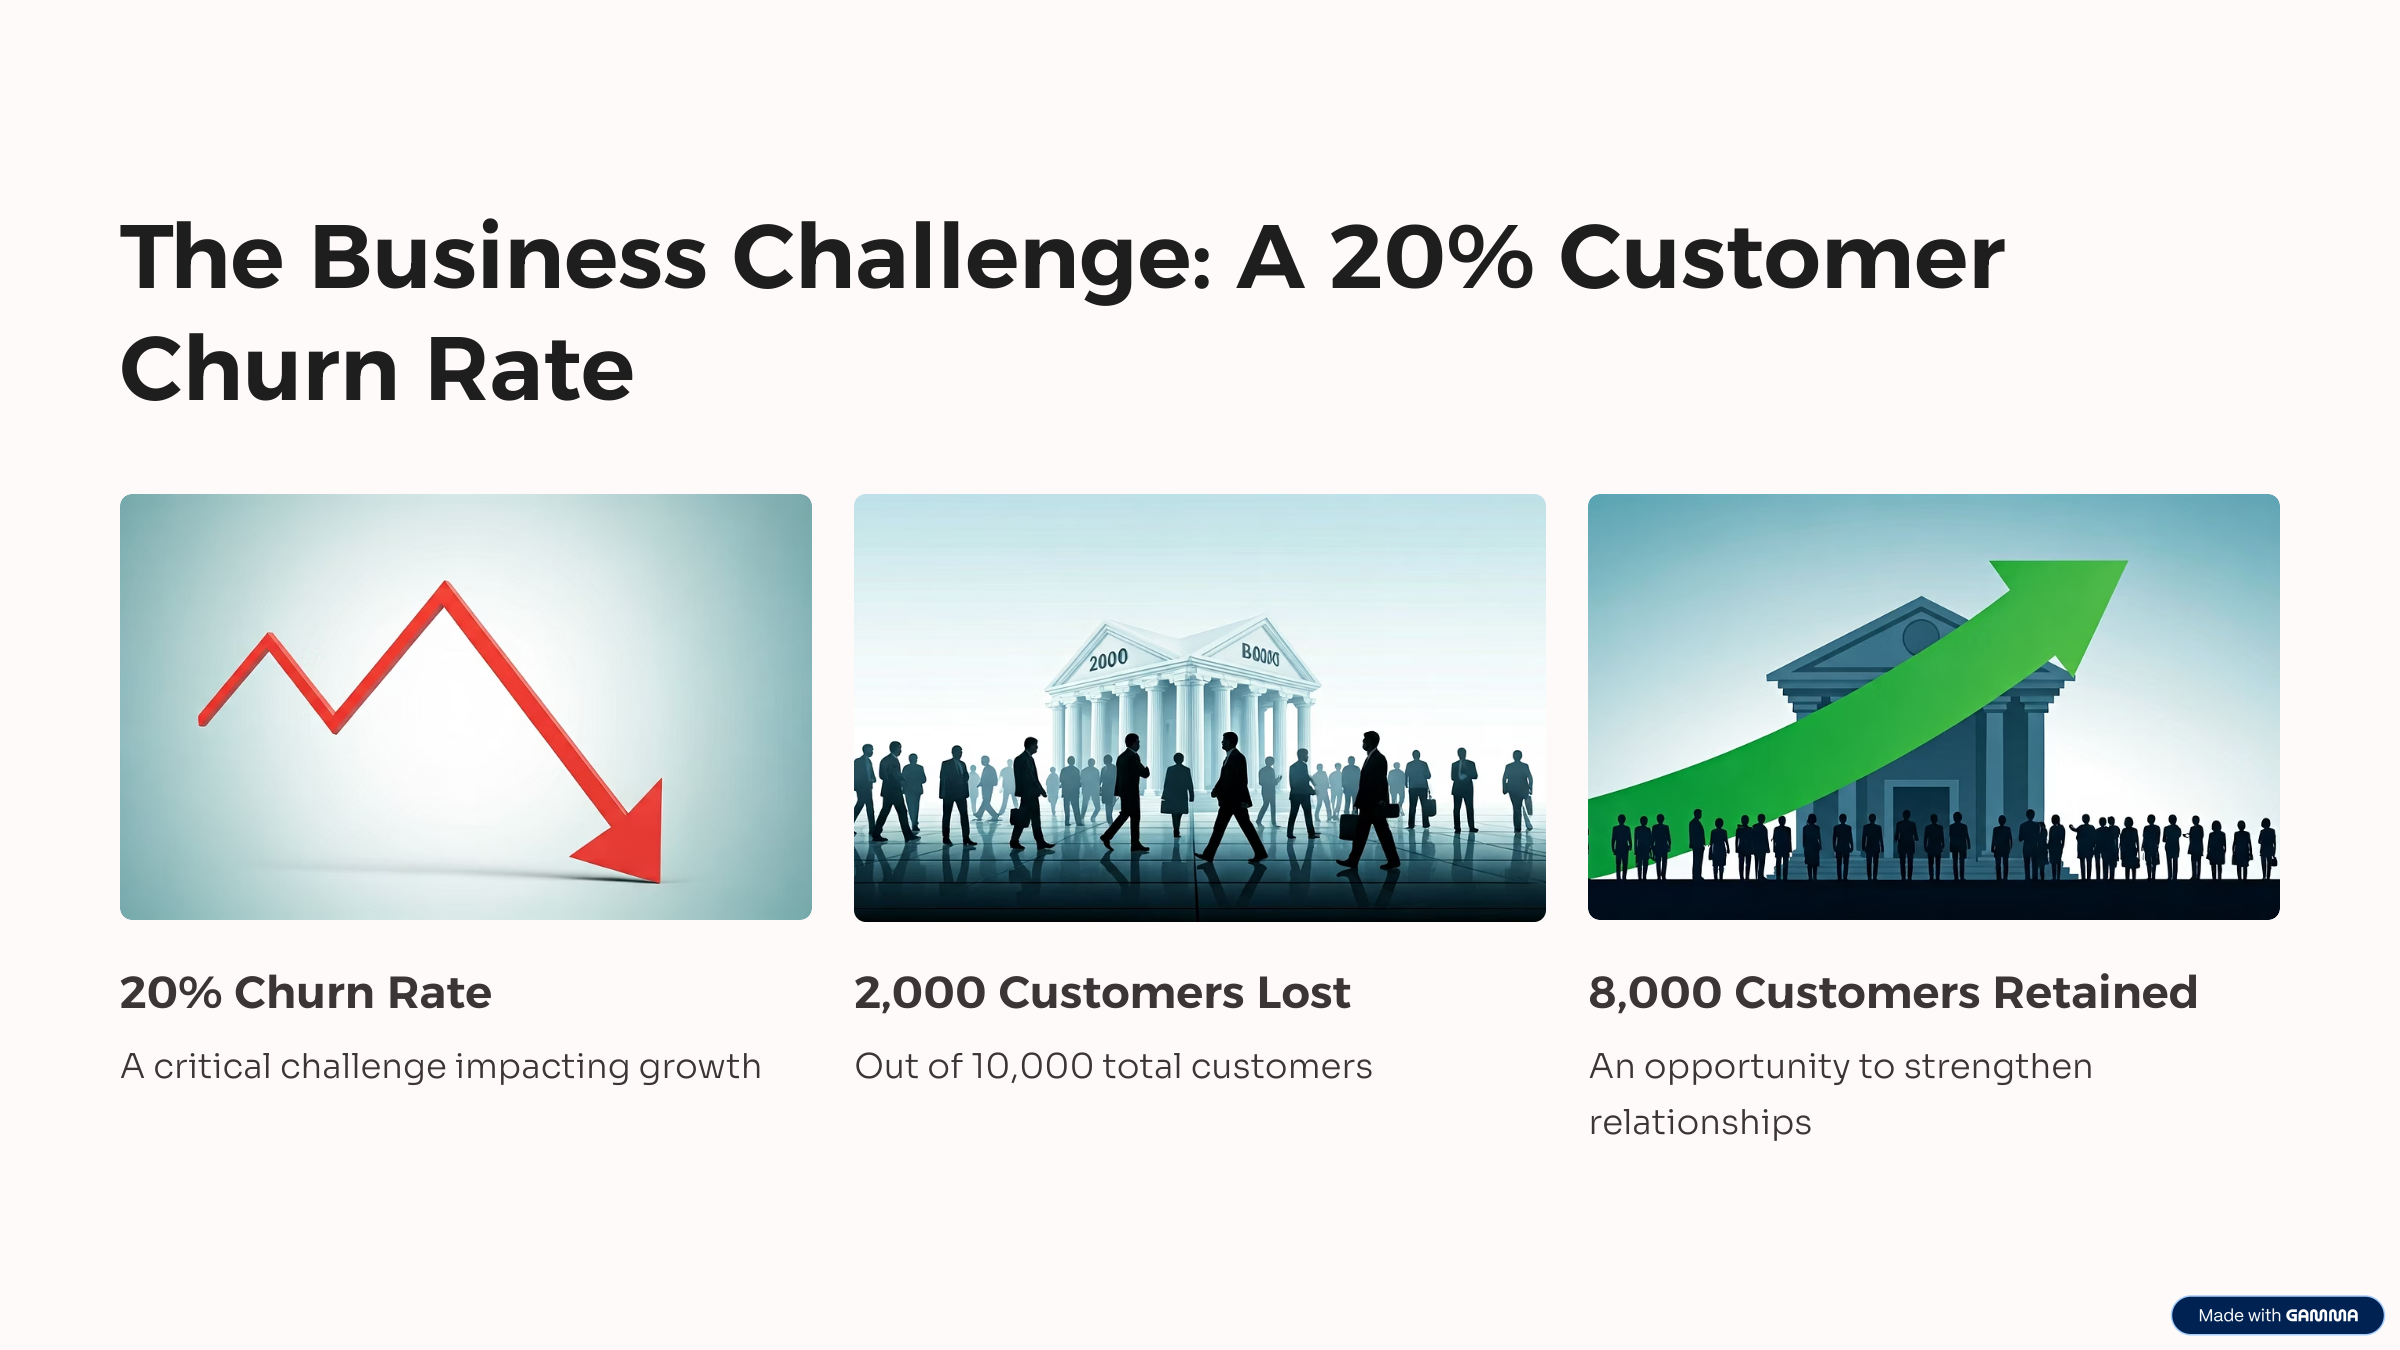 The Business Challenge: A 20% Customer
Churn Rate
2000
20% Churn Rate
A critical challenge impacting growth
2,000 Customers Lost
Out of 10,000 total customers
8,000 Customers Retained
An opportunity to strengthen
relationships
Made with GAMMA